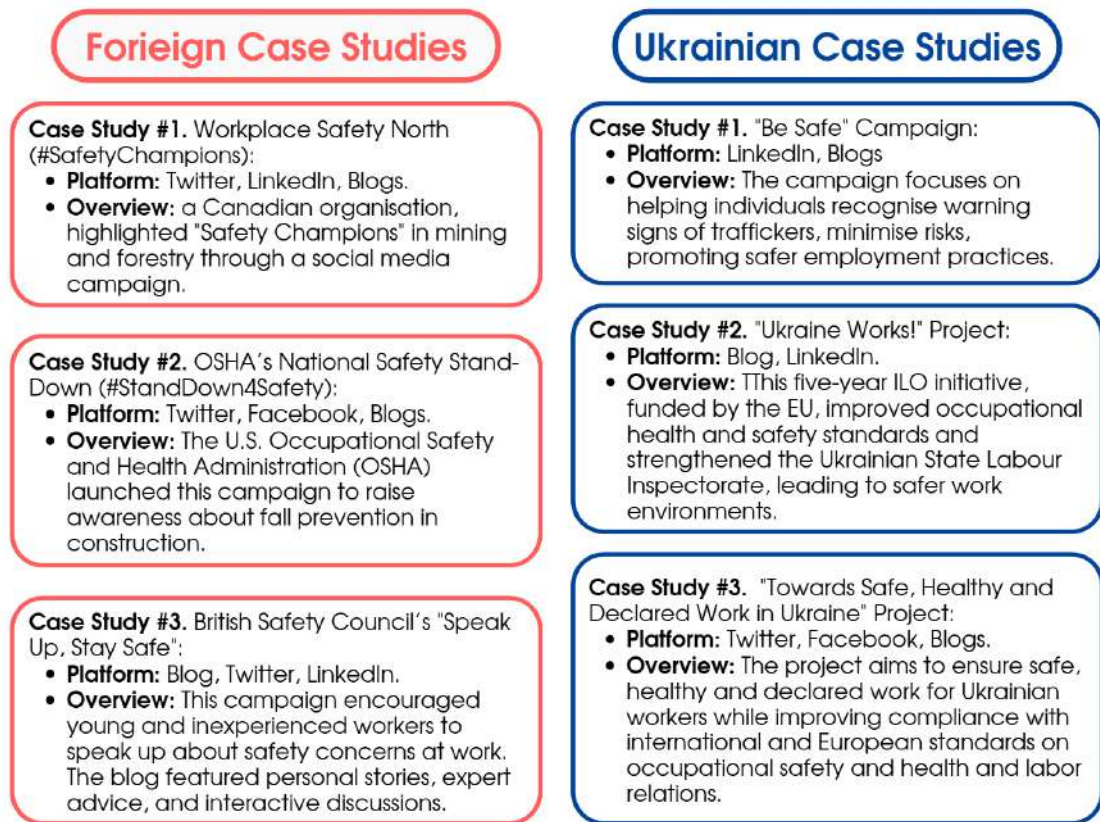 Forieign Case Studies
Case Study #1. Workplace Safety North
(#SafetyChampions):
• Platform: Twitter, LinkedIn, Blogs.
• Overview: a Canadian organisation,
highlighted "Safety Champions" in mining
and forestry through a social media
campaign.
Case Study #2. OSHA's National Safety Stand-
Down (#StandDown4Safety):
• Platform: Twitter, Facebook, Blogs.
• Overview: The U.S. Occupational Safety
and Health Administration (OSHA)
launched this campaign to raise
awareness about fall prevention in
construction.
Case Study #3. British Safety Council's "Speak
Up, Stay Safe":
• Platform: Blog, Twitter, LinkedIn.
• Overview: This campaign encouraged
young and inexperienced workers to
speak up about safety concerns at work.
The blog featured personal stories, expert
advice, and interactive discussions.
Ukrainian Case Studies
Case Study #1. "Be Safe" Campaign:
• Platform: LinkedIn, Blogs
• Overview: The campaign focuses on
helping individuals recognise warning
signs of traffickers, minimise risks,
promoting safer employment practices.
Case Study #2. "Ukraine Works!" Project:
• Platform: Blog, LinkedIn.
• Overview: TThis five-year ILO initiative,
funded by the EU, improved occupational
health and safety standards and
strengthened the Ukrainian State Labour
Inspectorate, leading to safer work
environments.
Case Study #3. "Towards Safe, Healthy and
Declared Work in Ukraine" Project:
• Platform: Twitter, Facebook, Blogs.
• Overview: The project aims to ensure safe,
healthy and declared work for Ukrainian
workers while improving compliance with
international and European standards on
occupational safety and health and labor
relations.